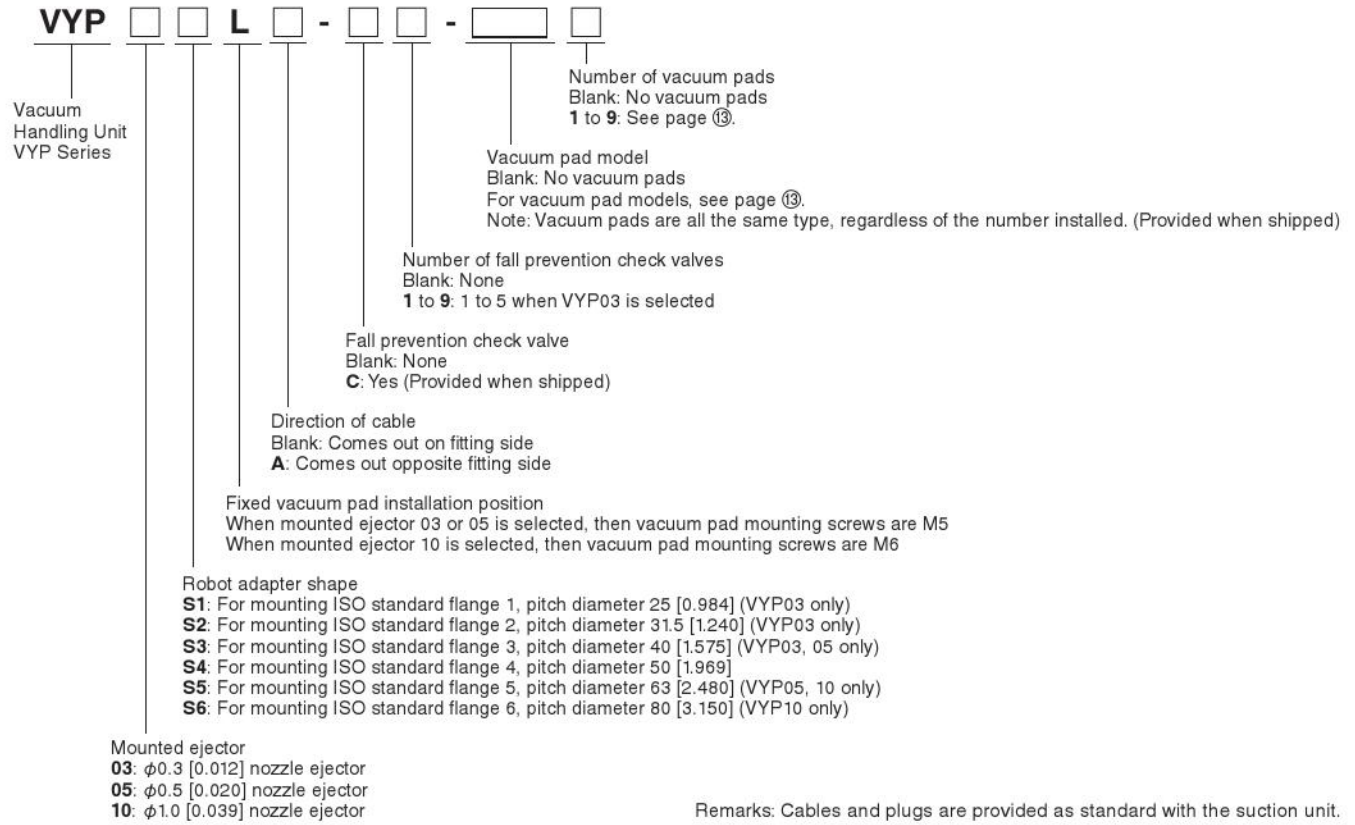 VYP □ □ L □ - □ □ - □ □
Number of vacuum pads
Blank: No vacuum pads
1 to 9: See page ⑬.
Vacuum
Handling Unit
VYP Series
Vacuum pad model
Blank: No vacuum pads
For vacuum pad models, see page ⑬.
Note: Vacuum pads are all the same type, regardless of the number installed. (Provided when shipped)
Number of fall prevention check valves
Blank: None
1 to 9: 1 to 5 when VYP03 is selected
Fall prevention check valve
Blank: None
C: Yes (Provided when shipped)
Direction of cable
Blank: Comes out on fitting side
A: Comes out opposite fitting side
Fixed vacuum pad installation position
When mounted ejector 03 or 05 is selected, then vacuum pad mounting screws are M5
When mounted ejector 10 is selected, then vacuum pad mounting screws are M6
Robot adapter shape
S1: For mounting ISO standard flange 1, pitch diameter 25 [0.984] (VYP03 only)
S2: For mounting ISO standard flange 2, pitch diameter 31.5 [1.240] (VYP03 only)
S3: For mounting ISO standard flange 3, pitch diameter 40 [1.575] (VYP03, 05 only)
S4: For mounting ISO standard flange 4, pitch diameter 50 [1.969]
S5: For mounting ISO standard flange 5, pitch diameter 63 [2.480] (VYP05, 10 only)
S6: For mounting ISO standard flange 6, pitch diameter 80 [3.150] (VYP10 only)
Mounted ejector
03: φ0.3 [0.012] nozzle ejector
05: φ0.5 [0.020] nozzle ejector
10: φ1.0 [0.039] nozzle ejector
Remarks: Cables and plugs are provided as standard with the suction unit.